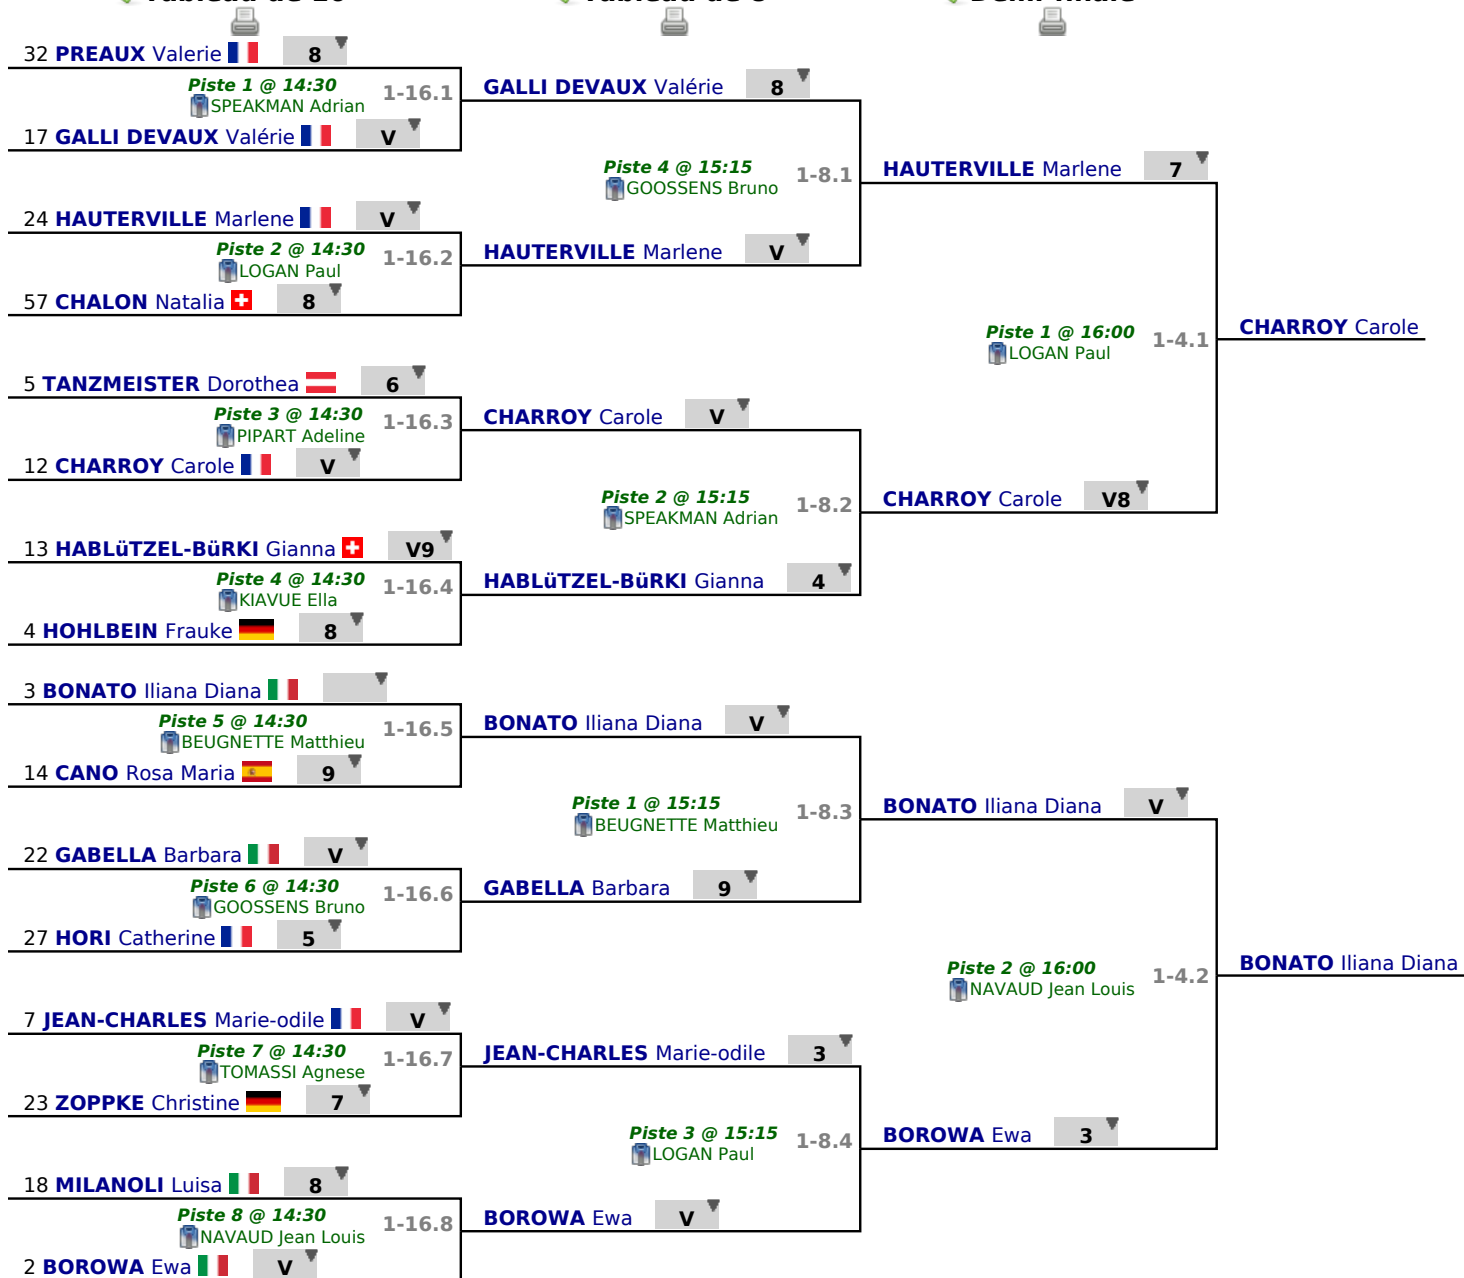 32 PREAUX Valerie 8
Piste 1 @ 14:30
SPEAKMAN Adrian
1-16.1
17 GALLI DEVAUX Valérie V
24 HAUTERVILLE Marlene V
Piste 2 @ 14:30
LOGAN Paul
1-16.2
57 CHALON Natalia 8
5 TANZMEISTER Dorothea 6
Piste 3 @ 14:30
PIPART Adeline
1-16.3
12 CHARROY Carole V
13 HABLüTZEL-BüRKI Gianna V9
Piste 4 @ 14:30
KIAVUE Ella
1-16.4
4 HOHLBEIN Frauke 8
3 BONATO Iliana Diana
Piste 5 @ 14:30
BEUGNETTE Matthieu
1-16.5
14 CANO Rosa Maria 9
22 GABELLA Barbara V
Piste 6 @ 14:30
GOOSSENS Bruno
1-16.6
27 HORI Catherine 5
7 JEAN-CHARLES Marie-odile V
Piste 7 @ 14:30
TOMASSI Agnese
1-16.7
23 ZOPPKE Christine 7
18 MILANOLI Luisa 8
Piste 8 @ 14:30
NAVAUD Jean Louis
1-16.8
2 BOROWA Ewa V
GALLI DEVAUX Valérie 8
Piste 4 @ 15:15
GOOSSENS Bruno
1-8.1
HAUTERVILLE Marlene V
CHARROY Carole V
Piste 2 @ 15:15
SPEAKMAN Adrian
1-8.2
HABLüTZEL-BüRKI Gianna 4
BONATO Iliana Diana V
Piste 1 @ 15:15
BEUGNETTE Matthieu
1-8.3
GABELLA Barbara 9
JEAN-CHARLES Marie-odile 3
Piste 3 @ 15:15
LOGAN Paul
1-8.4
BOROWA Ewa V
HAUTERVILLE Marlene 7
Piste 1 @ 16:00
LOGAN Paul
1-4.1
CHARROY Carole V8
BONATO Iliana Diana V
Piste 2 @ 16:00
NAVAUD Jean Louis
1-4.2
BOROWA Ewa 3
CHARROY Carole
BONATO Iliana Diana